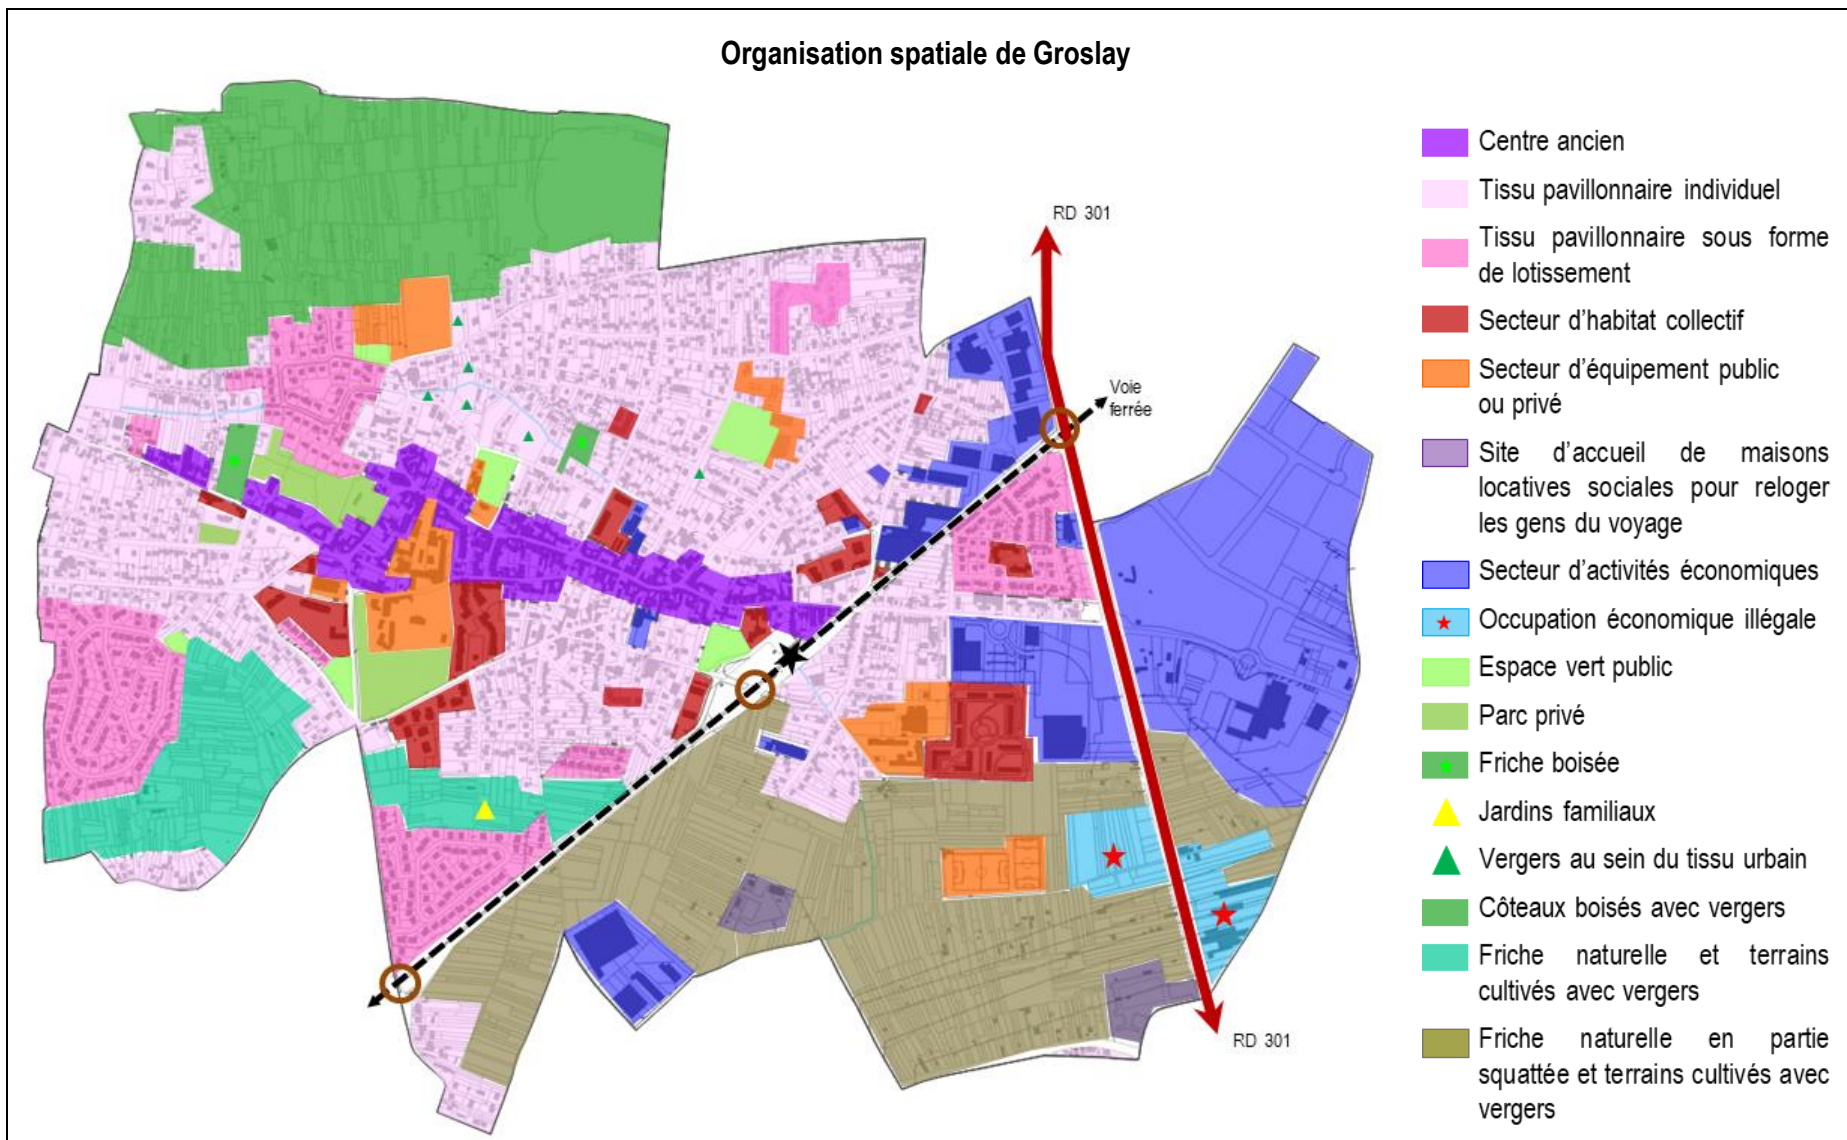 Organisation spatiale de Groslay
RD 301
Voie
ferrée
RD 301
Centre ancien
Tissu pavillonnaire individuel
Tissu pavillonnaire sous forme
de lotissement
Secteur d'habitat collectif
Secteur d'équipement public
ou privé
Site d'accueil de maisons
locatives sociales pour reloger
les gens du voyage
Secteur d'activités économiques
Occupation économique illégale
Espace vert public
Parc privé
Friche boisée
Jardins familiaux
Vergers au sein du tissu urbain
Côteaux boisés avec vergers
Friche naturelle et terrains
cultivés avec vergers
Friche naturelle en partie
squattée et terrains cultivés avec
vergers